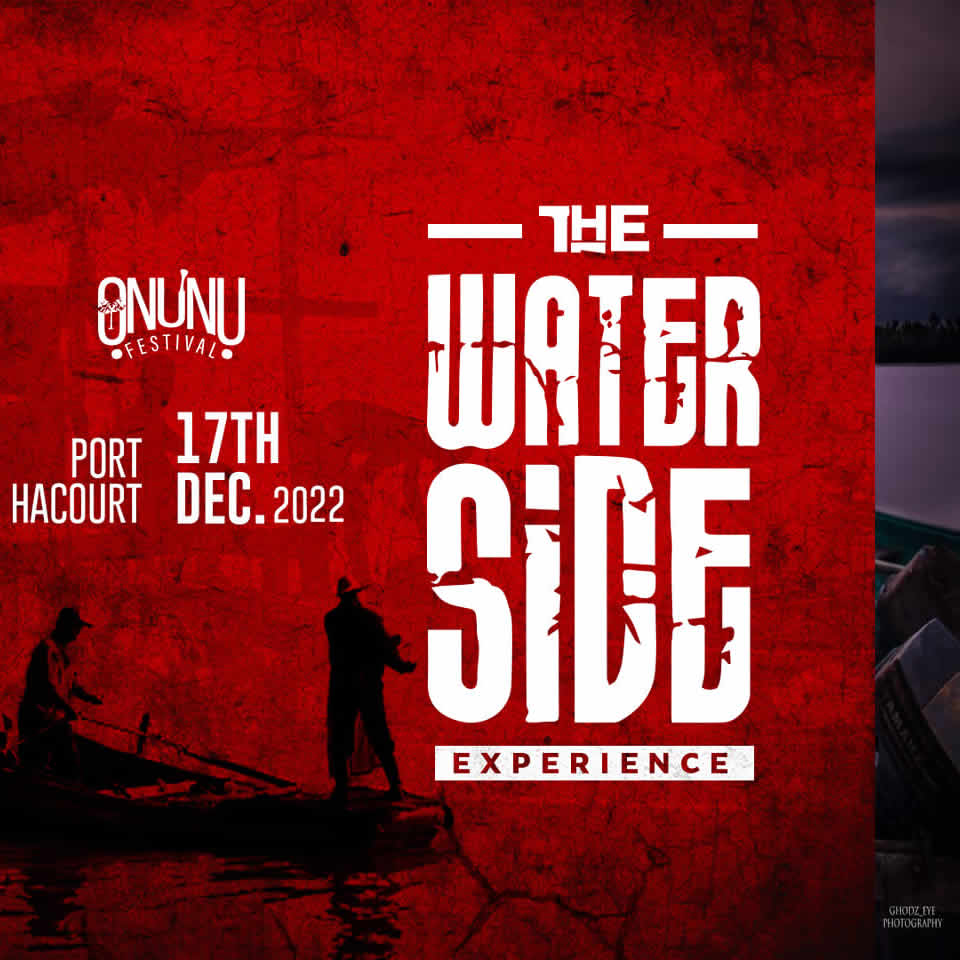 THE
WATER
SIDE
EXPERIENCE
ONUNU
FESTIVAL
PORT
HACOURT
17TH
DEC. 2022
GHODZ_EYE
PHOTOGRAPHY